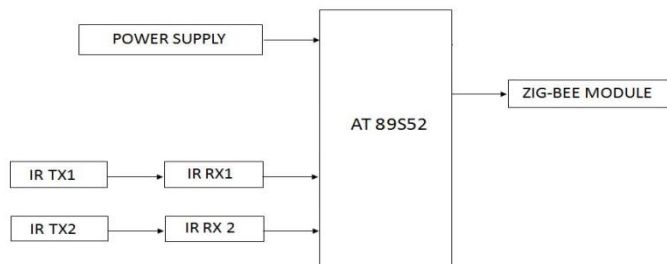 POWER SUPPLY
AT 89S52
ZIG-BEE MODULE
IR TX1
IR RX1
IR TX2
IR RX 2